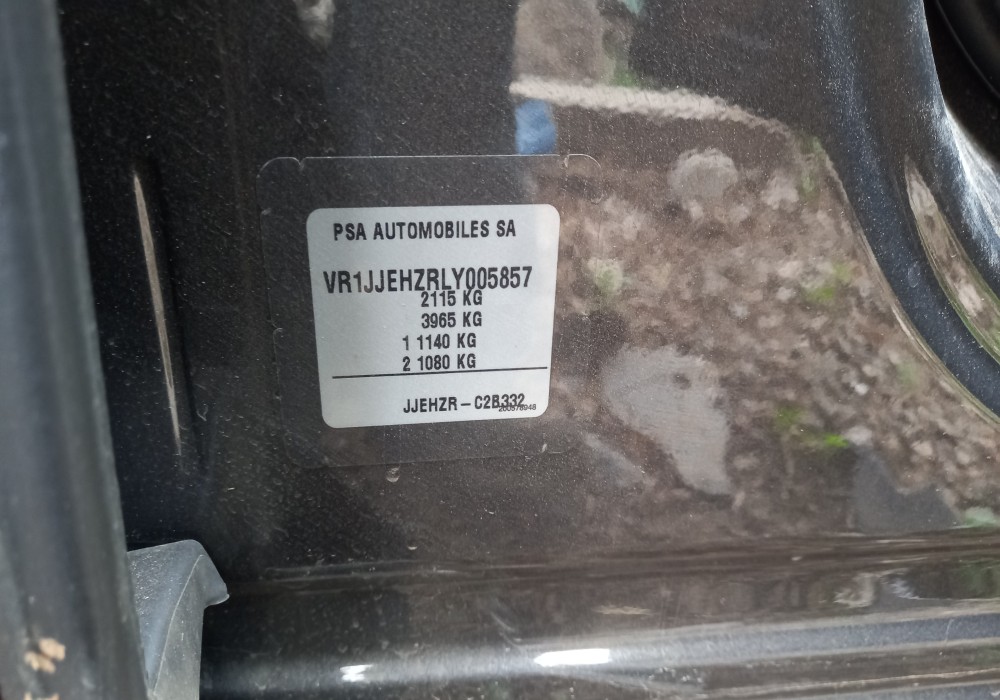 PSA AUTOMOBILES SA
VR1JJEHZRLY005857
2115 KG
3965 KG
1 1140 KG
2 1080 KG
JJEHZR - C2B332